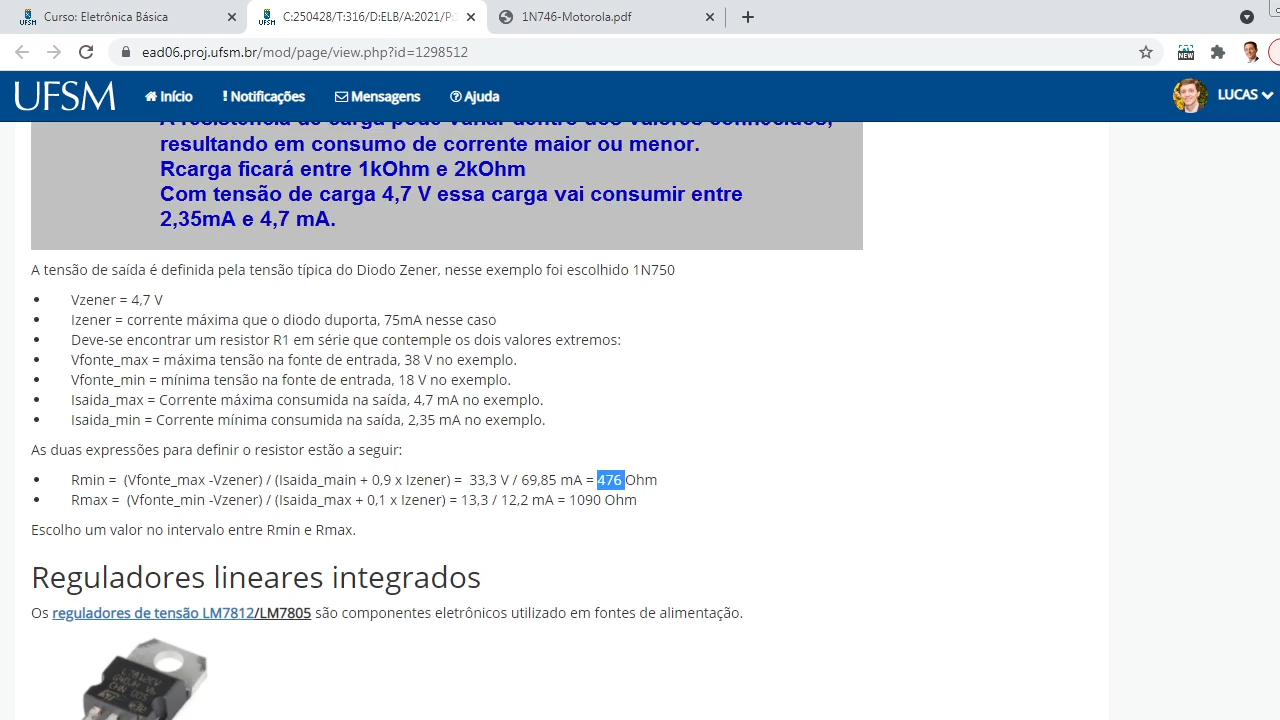 Curso: Eletrônica Básica
C:250428/T:316/D:ELB/A:2021/P
1N746-Motorola.pdf
ead06.proj.ufsm.br/mod/page/view.php?id=1298512
NEW
UFSM Início Notificações Mensagens Ajuda LUCAS
A resistência de carga pode variar dentro dos valores conhecidos,
resultando em consumo de corrente maior ou menor.
Rcarga ficará entre 1kOhm e 2kOhm
Com tensão de carga 4,7 V essa carga vai consumir entre
2,35mA e 4,7 mA.
A tensão de saída é definida pela tensão típica do Diodo Zener, nesse exemplo foi escolhido 1N750
• Vzener = 4,7 V
• Izener = corrente máxima que o diodo duporta, 75mA nesse caso
• Deve-se encontrar um resistor R1 em série que contemple os dois valores extremos:
• Vfonte_max = máxima tensão na fonte de entrada, 38 V no exemplo.
• Vfonte_min = mínima tensão na fonte de entrada, 18 V no exemplo.
• Isaida_max = Corrente máxima consumida na saída, 4,7 mA no exemplo.
• Isaida_min = Corrente mínima consumida na saída, 2,35 mA no exemplo.
As duas expressões para definir o resistor estão a seguir:
• Rmin = (Vfonte_max -Vzener) / (Isaida_main + 0,9 x Izener) = 33,3 V / 69,85 mA = 476 Ohm
• Rmax = (Vfonte_min -Vzener) / (Isaida_max + 0,1 x Izener) = 13,3 / 12,2 mA = 1090 Ohm
Escolho um valor no intervalo entre Rmin e Rmax.
Reguladores lineares integrados
Os reguladores de tensão LM7812/LM7805 são componentes eletrônicos utilizado em fontes de alimentação.